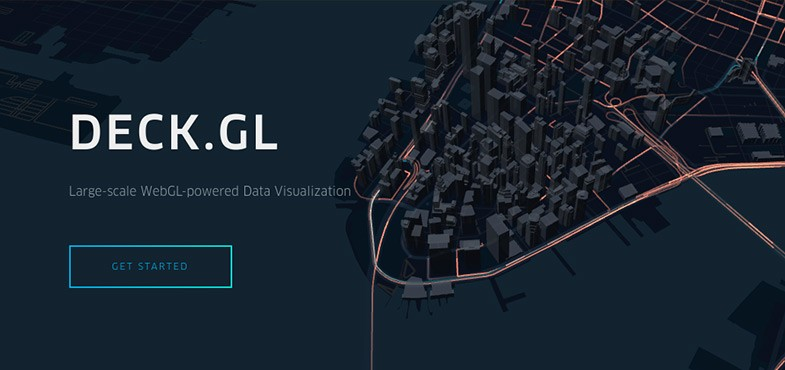 DECK.GL
Large-scale WebGL-powered Data Visualization
GET STARTED